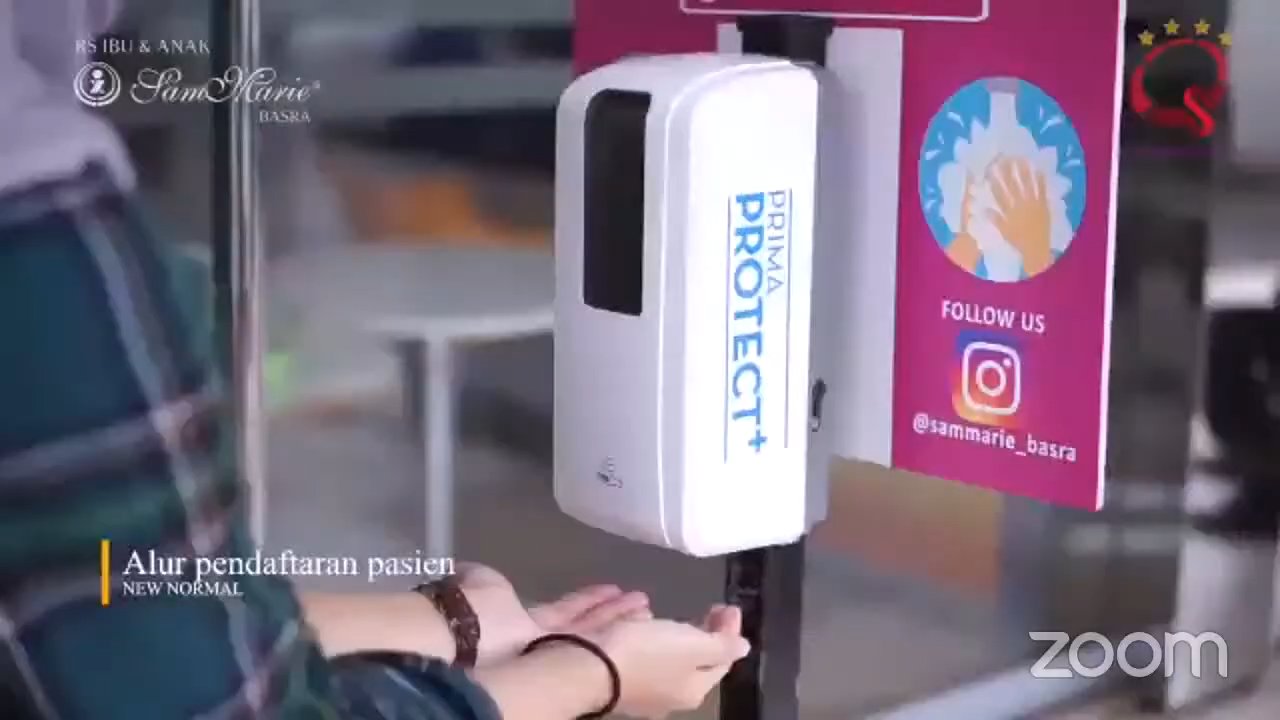 RS IBU & ANAK
SamMarie
BASRA
PRIMA
PROTECT+
FOLLOW US
@sammarie_basra
Alur pendaftaran pasien
NEW NORMAL
zoom